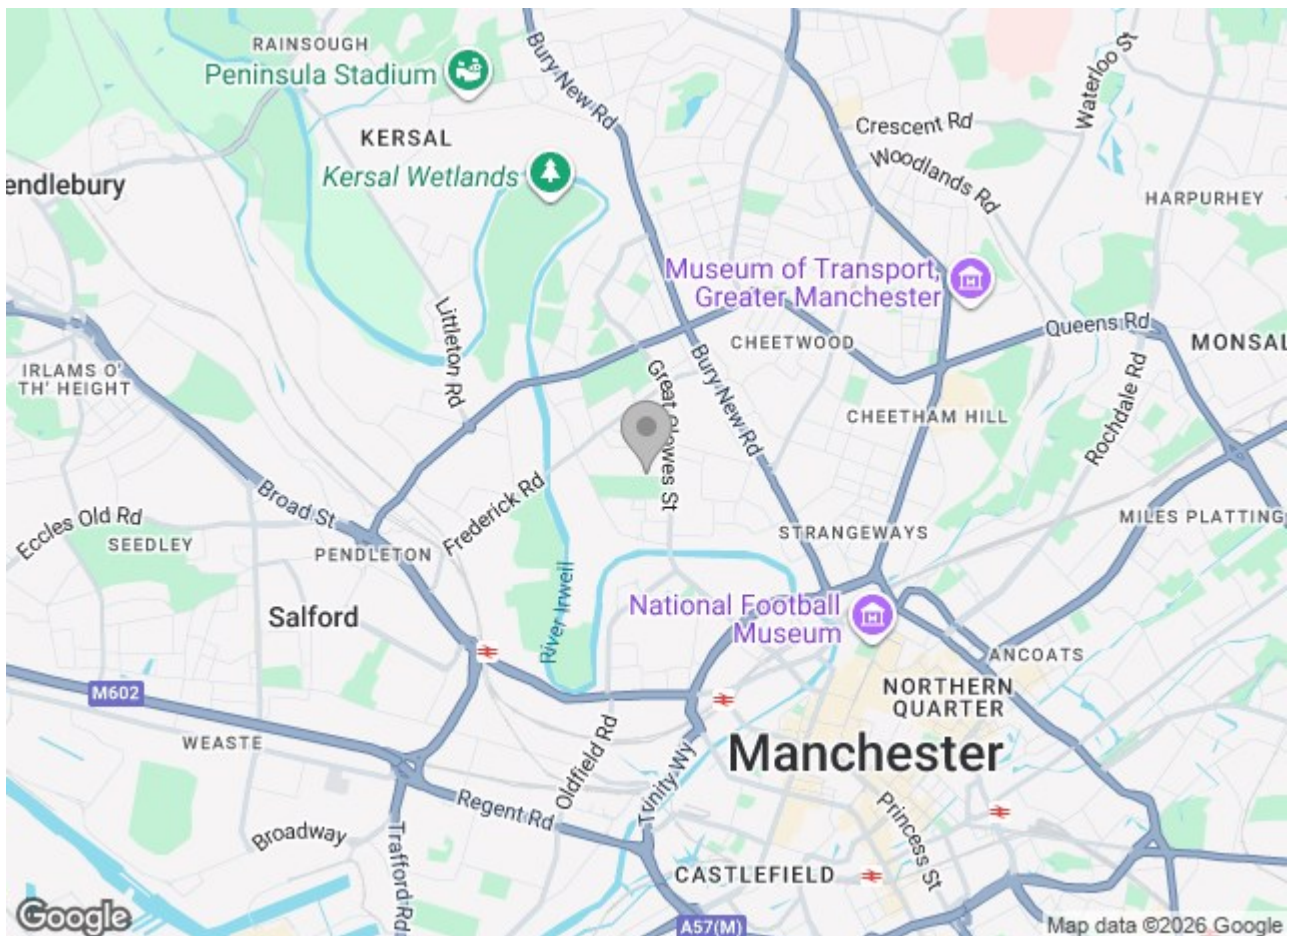 RAINSOUGH
Peninsula Stadium
Bury New Rd
Waterloo St
KERSAL
Crescent Rd
Woodlands Rd
Kersal Wetlands
endlebury
HARPURHEY
Museum of Transport,
Greater Manchester
Littleton Rd
Queens Rd
CHEETWOOD
MONSAL
IRLAMS O'
TH' HEIGHT
Bury New Rd
Great Clowes St
CHEETHAM HILL
Rochdale Rd
Broad St
Frederick Rd
Eccles Old Rd
SEEDLEY
MILES PLATTING
STRANGEWAYS
PENDLETON
River Irwell
Salford
National Football
Museum
ANCOATS
M602
NORTHERN
QUARTER
WEASTE
Oldfield Rd
Manchester
Trinity Wy
Regent Rd
Princess St
Broadway
Trafford Rd
CASTLEFIELD
Google
A57(M)
Map data ©2026 Google